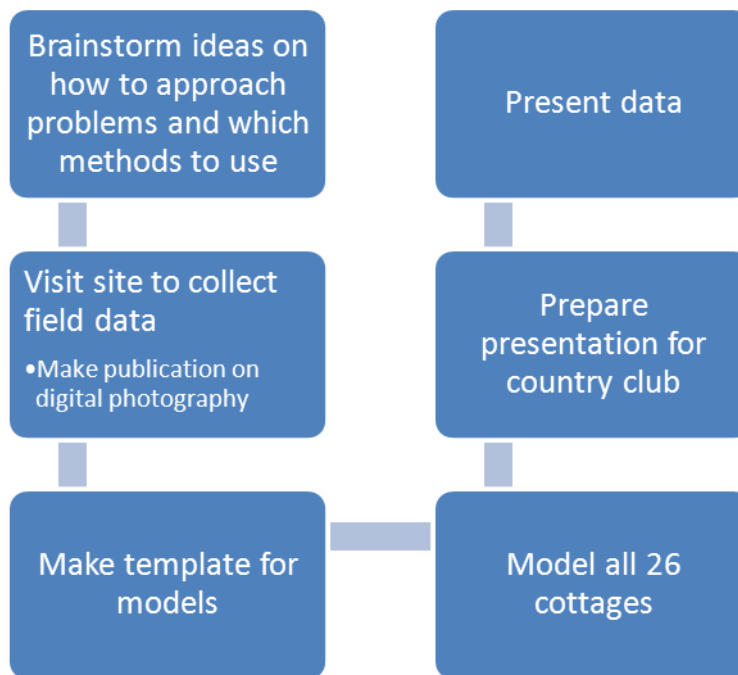 Brainstorm ideas on
how to approach
problems and which
methods to use
Visit site to collect
field data
•Make publication on
digital photography
Make template for
models
Model all 26
cottages
Prepare
presentation for
country club
Present data